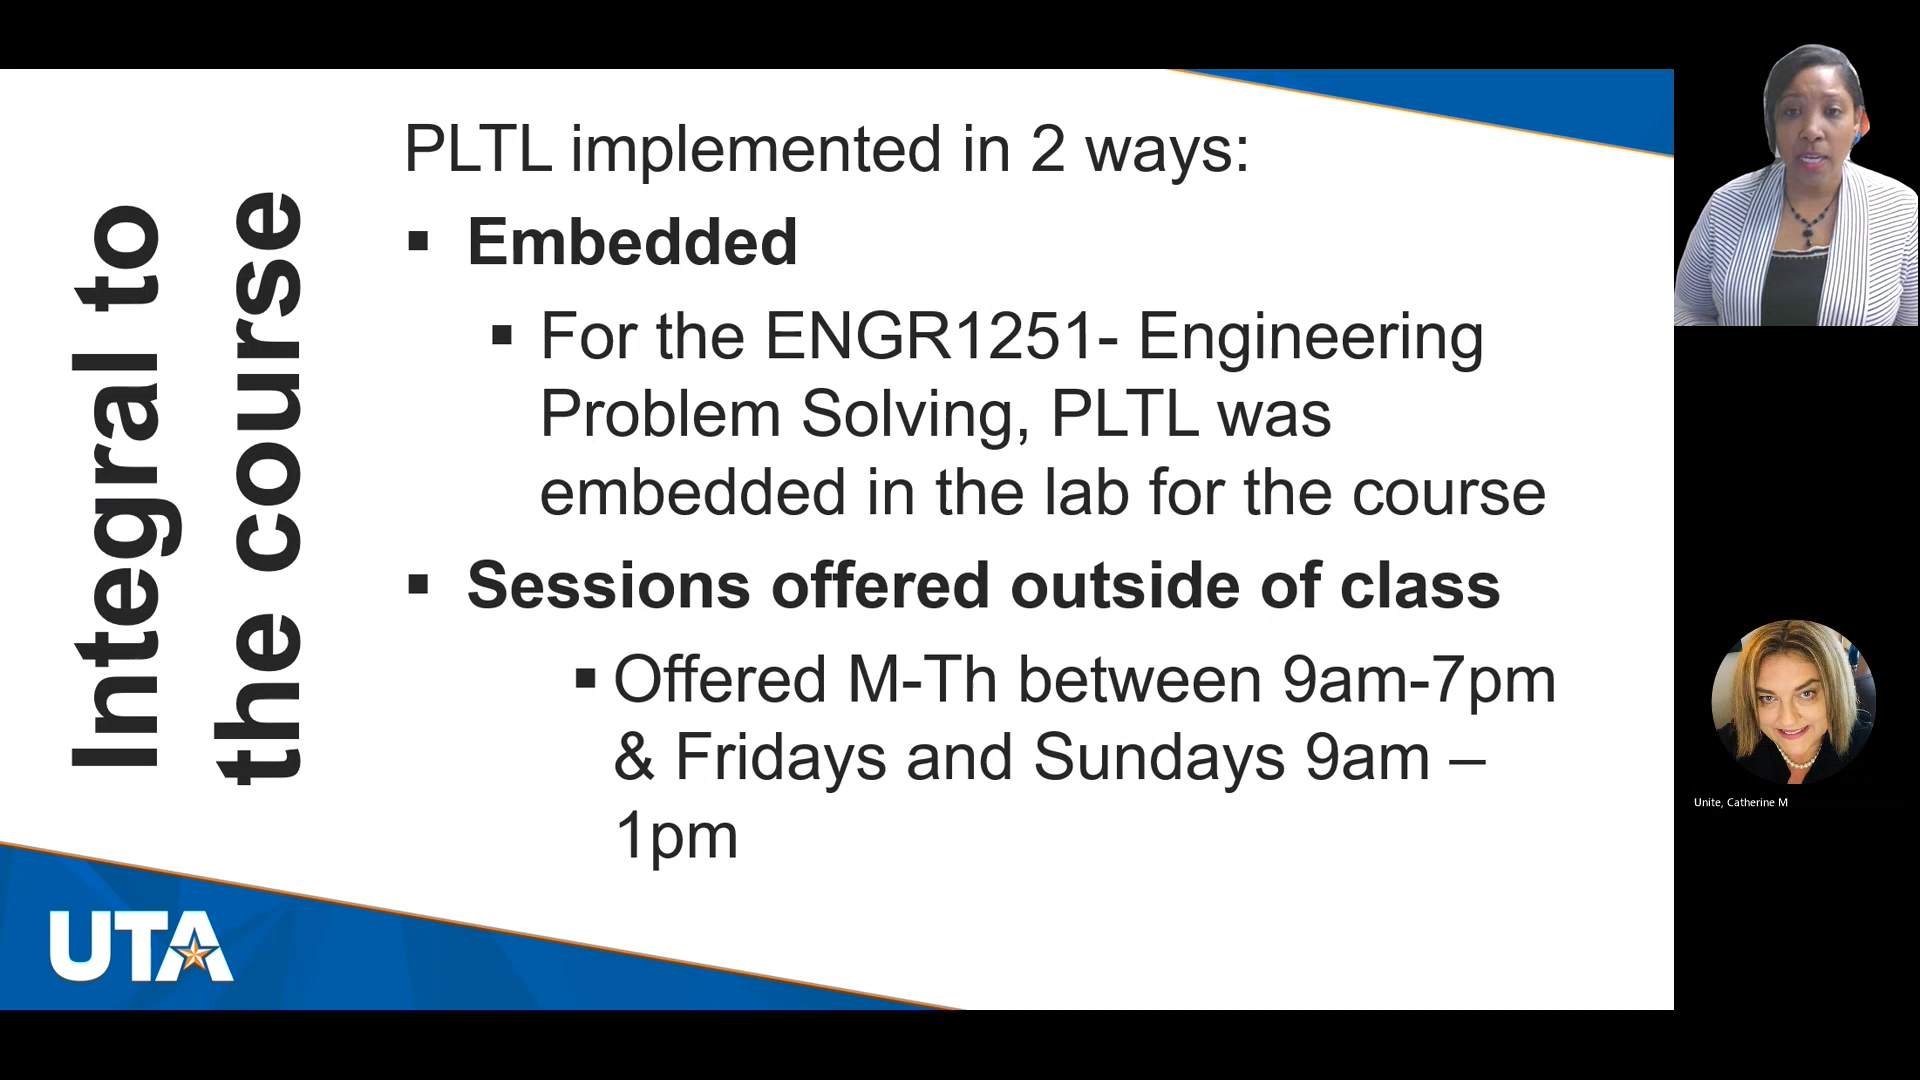 Integral to
the course
PLTL implemented in 2 ways:
▪ Embedded
▪ For the ENGR1251- Engineering
Problem Solving, PLTL was
embedded in the lab for the course
▪ Sessions offered outside of class
▪ Offered M-Th between 9am-7pm
& Fridays and Sundays 9am –
1pm
UTA
Unite, Catherine M